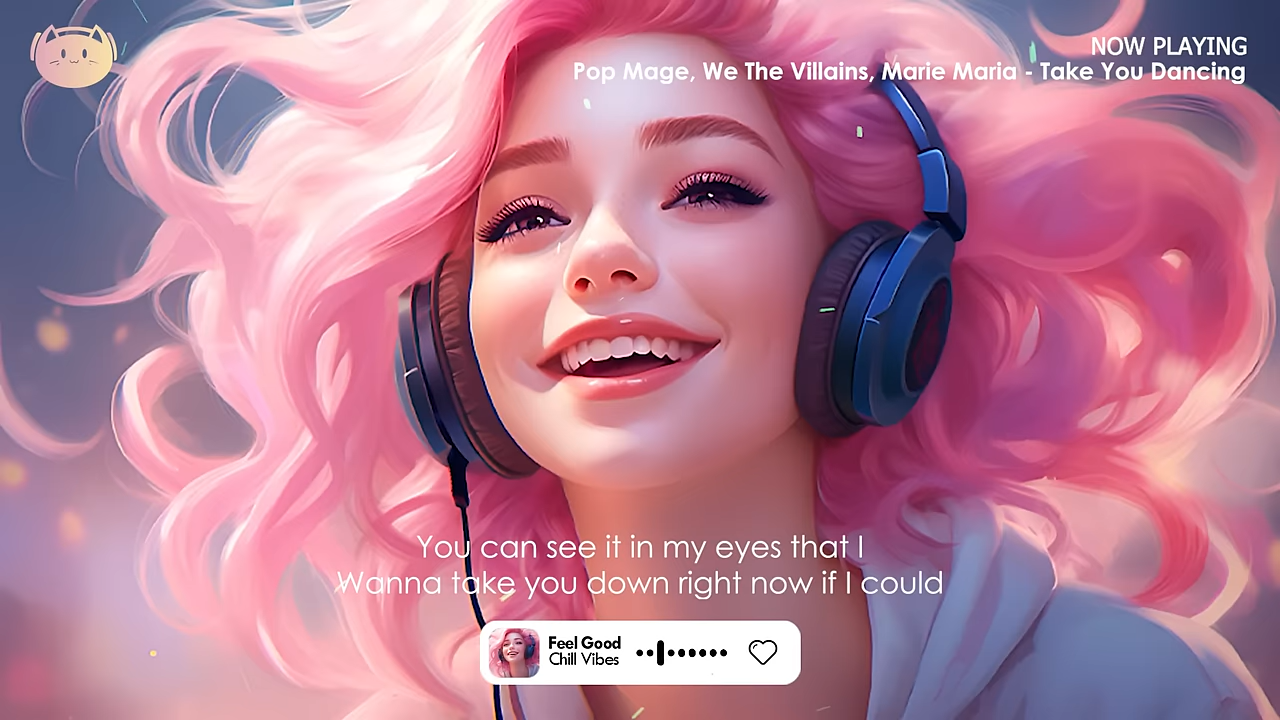 NOW PLAYING
Pop Mage, We The Villains, Marie Maria - Take You Dancing
You can see it in my eyes that I
Wanna take you down right now if I could
Feel Good
Chill Vibes